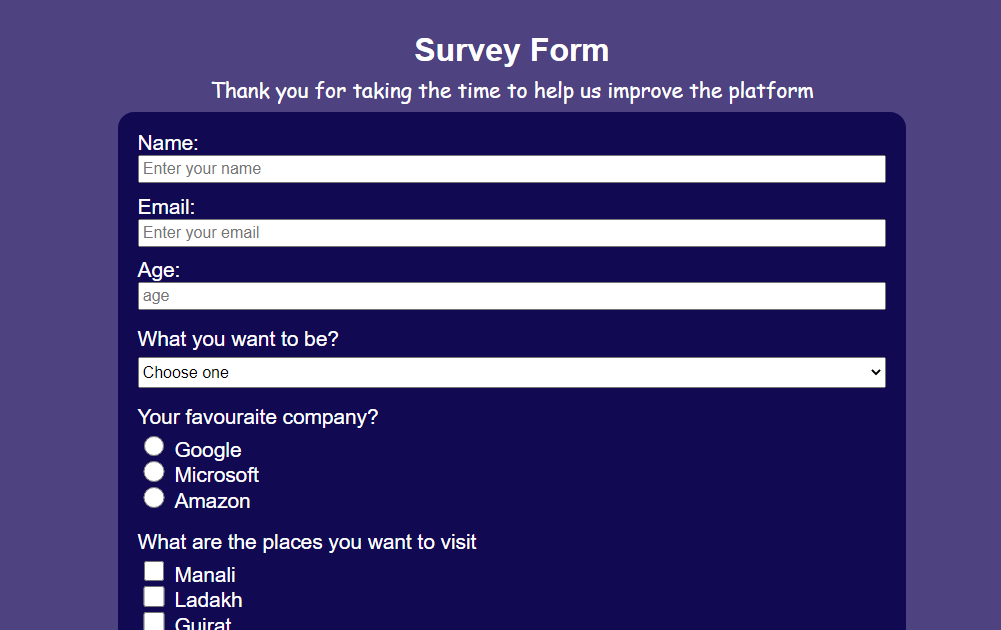 Survey Form
Thank you for taking the time to help us improve the platform
Name:
Enter your name
Email:
Enter your email
Age:
age
What you want to be?
Choose one
Your favouraite company?
Google
Microsoft
Amazon
What are the places you want to visit
Manali
Ladakh
Gujrat